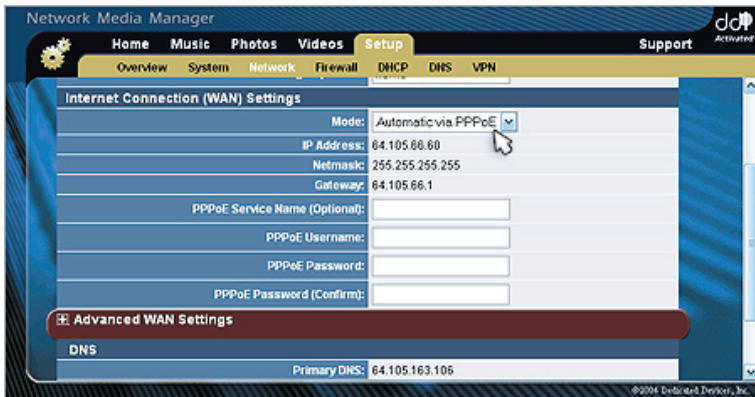 Network Media Manager
ddi
Activated
Home Music Photos Videos Setup Support
Overview System Network Firewall DHCP DNS VPN
Internet Connection (WAN) Settings
Mode: Automatic via PPPoE
IP Address: 64.105.66.60
Netmask: 255.255.255.255
Gateway: 64.105.66.1
PPPoE Service Name (Optional):
PPPoE Username:
PPPoE Password:
PPPoE Password (Confirm):
Advanced WAN Settings
DNS
Primary DNS: 64.105.163.106
©2004 Dedicated Devices, Inc.